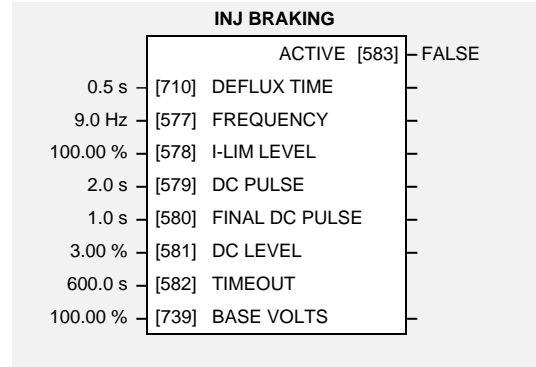 INJ BRAKING
ACTIVE [583] FALSE
0.5 s [710] DEFLUX TIME
9.0 Hz [577] FREQUENCY
100.00 % [578] I-LIM LEVEL
2.0 s [579] DC PULSE
1.0 s [580] FINAL DC PULSE
3.00 % [581] DC LEVEL
600.0 s [582] TIMEOUT
100.00 % [739] BASE VOLTS